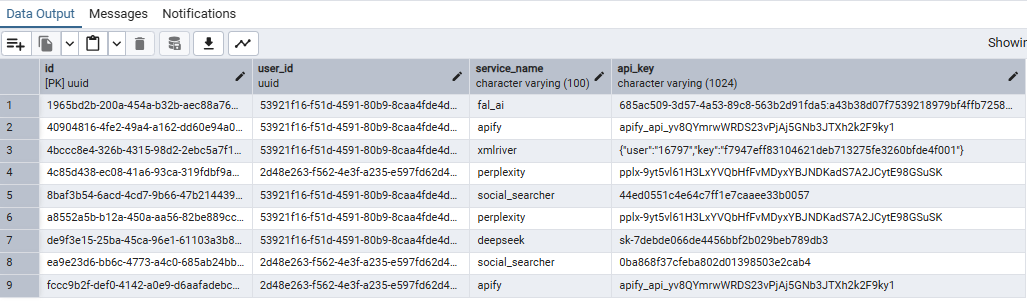 Data Output Messages Notifications
Showin
id user_id service_name api_key
[PK] uuid uuid character varying (100) character varying (1024)
1 1965bd2b-200a-454a-b32b-aec88a76... 53921f16-f51d-4591-80b9-8caa4fde4d... fal_ai 685ac509-3d57-4a53-89c8-563b2d91fda5:a43b38d07f7539218979bf4ffb7258...
2 40904816-4fe2-49a4-a162-dd60e94a0... 53921f16-f51d-4591-80b9-8caa4fde4d... apify apify_api_yv8QYmrwWRDS23vPjAj5GNb3JTXh2k2F9ky1
3 4bccc8e4-326b-4315-98d2-2ebc5a7f1... 53921f16-f51d-4591-80b9-8caa4fde4d... xmlriver {"user":"16797","key":"f7947eff83104621deb713275fe3260bfde4f001"}
4 4c85d438-ec08-41a6-93ca-319fdbf9a... 2d48e263-f562-4e3f-a235-e597fd62d4... perplexity 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
5 8baf3b54-6acd-4cd7-9b66-47b214439... 53921f16-f51d-4591-80b9-8caa4fde4d... social_searcher 44ed0551c4e64c7ff1e7caaee33b0057
6 a8552a5b-b12a-450a-aa56-82be889cc... 53921f16-f51d-4591-80b9-8caa4fde4d... perplexity 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
7 de9f3e15-25ba-45ca-96e1-61103a3b8... 53921f16-f51d-4591-80b9-8caa4fde4d... deepseek sk-7debde066de4456bbf2b029beb789db3
8 ea9e23d6-bb6c-4773-a4c0-685ab24bb... 2d48e263-f562-4e3f-a235-e597fd62d4... social_searcher 0ba868f37cfeba802d01398503e2cab4
9 fccc9b2f-def0-4142-a0e9-d6aafadebc... 2d48e263-f562-4e3f-a235-e597fd62d4... apify apify_api_yv8QYmrwWRDS23vPjAj5GNb3JTXh2k2F9ky1